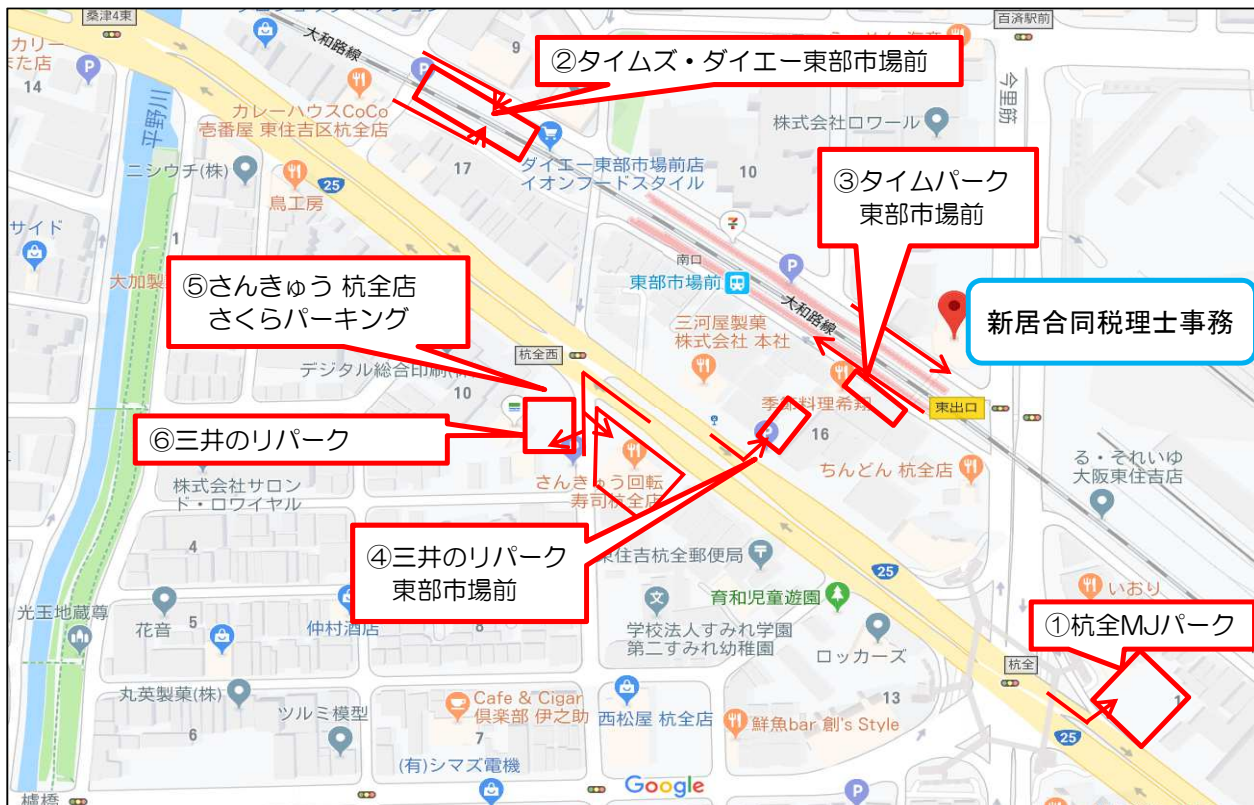 桑津4東
百済駅前
大和路線
カリー
また店
14
9
②タイムズ・ダイエー東部市場前
平野川
カレーハウスCoCo
壱番屋 東住吉区杭全店
今里筋
株式会社ロワール
ニシウチ(株)
17
ダイエー東部市場前店
イオンフードスタイル
10
③タイムパーク
東部市場前
25
鳥工房
サイド
1
南口
東部市場前
大和路線
大加製
⑤さんきゅう 杭全店
さくらパーキング
新居合同税理士事務
三河屋製菓
株式会社 本社
杭全西
デジタル総合印刷(株
10
季節料理希翔
東出口
⑥三井のリパーク
16
ちんどん 杭全店
る・それいゆ
大阪東住吉店
さんきゅう回転
寿司杭全店
株式会社サロン
ド・ロワイヤル
4
④三井のリパーク
東部市場前
東住吉杭全郵便局
25
育和児童遊園
いおり
光玉地蔵尊
花音
5
仲村酒店
8
学校法人すみれ学園
第二すみれ幼稚園
ロッカーズ
①杭全MJパーク
杭全
1
丸英製菓(株)
6
ツルミ模型
Cafe & Cigar
倶楽部 伊之助
7
西松屋 杭全店
13
鮮魚bar 創's Style
25
(有)シマズ電機
Google
櫨橋